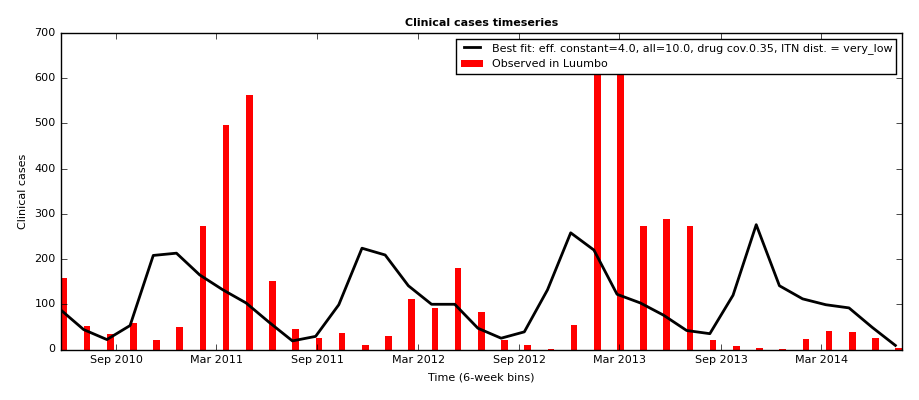 Clinical cases timeseries
Best fit: eff. constant=4.0, all=10.0, drug cov.0.35, ITN dist. = very_low
Observed in Luumbo
Clinical cases
700
600
500
400
300
200
100
0
Sep 2010
Mar 2011
Sep 2011
Mar 2012
Sep 2012
Mar 2013
Sep 2013
Mar 2014
Time (6-week bins)